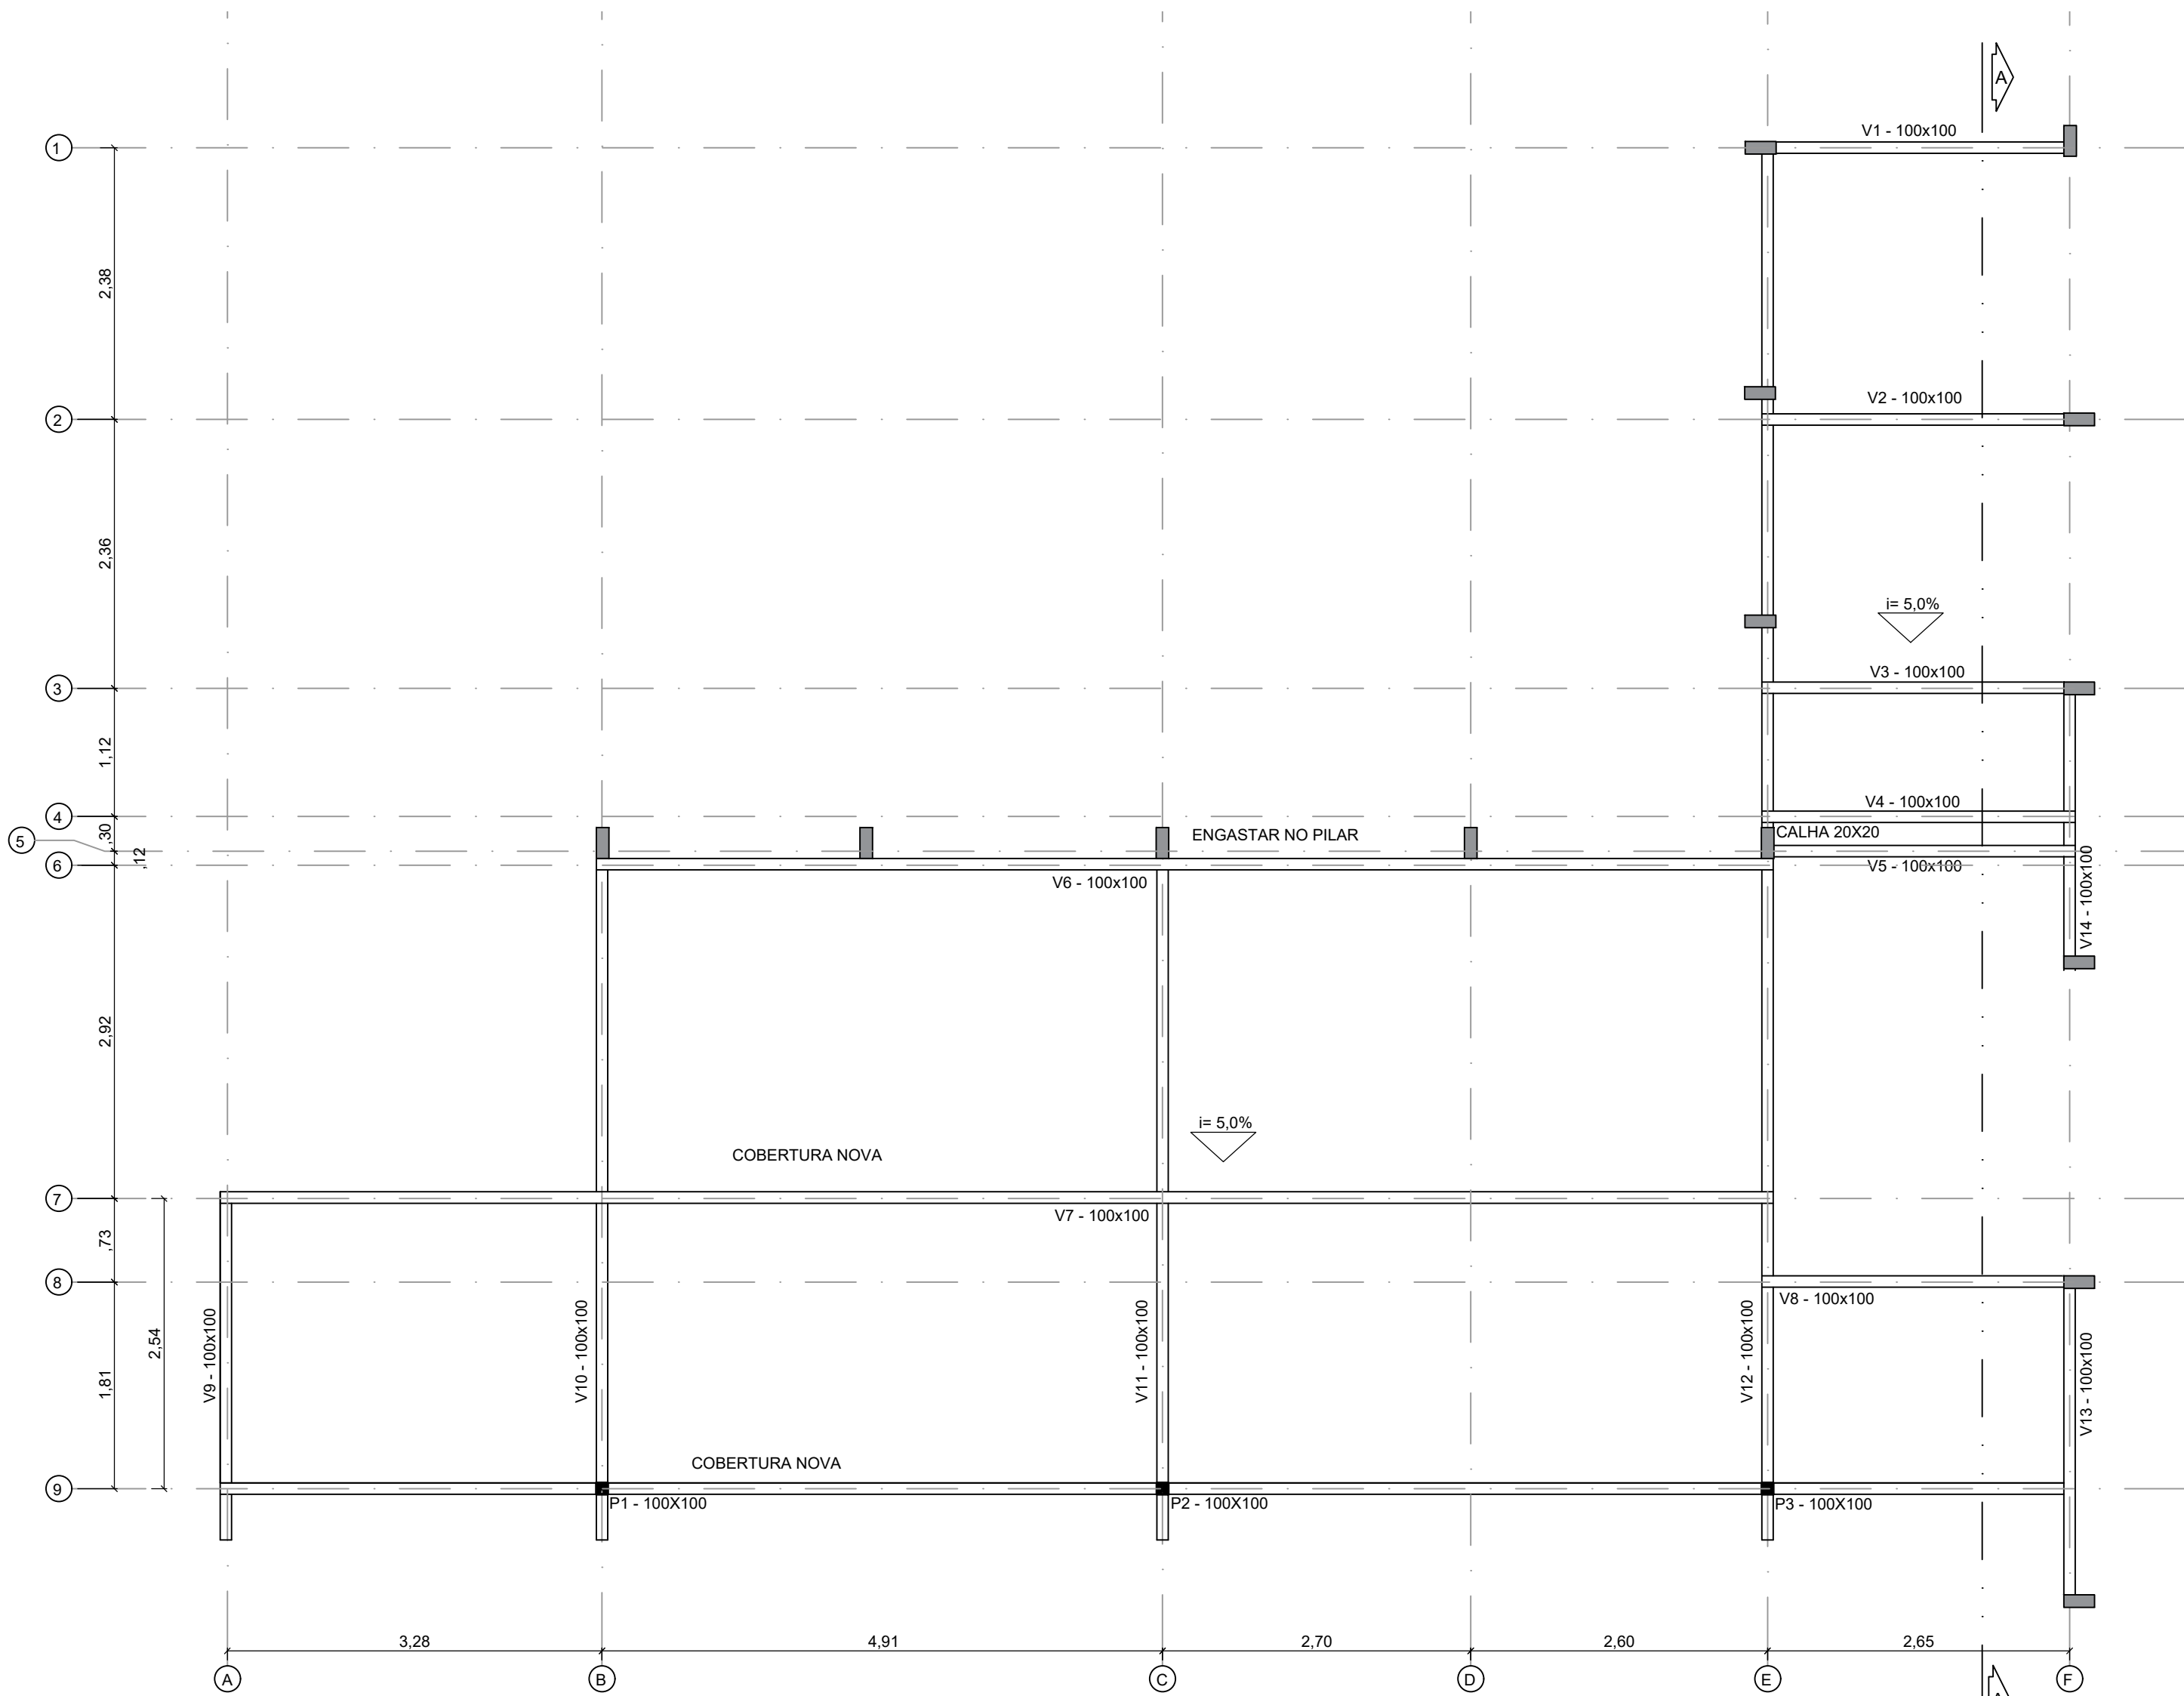 A
1
V1 - 100x100
2,38
2
V2 - 100x100
2,36
i= 5,0%
3
V3 - 100x100
1,12
4
V4 - 100x100
,30
5
CALHA 20X20
ENGASTAR NO PILAR
,12
6
V5 - 100x100
V6 - 100x100
V14 - 100x100
2,92
i= 5,0%
COBERTURA NOVA
7
V7 - 100x100
,73
8
V8 - 100x100
V9 - 100x100
2,54
V10 - 100x100
V11 - 100x100
V12 - 100x100
V13 - 100x100
1,81
COBERTURA NOVA
9
P1 - 100X100
P2 - 100X100
P3 - 100X100
3,28
4,91
2,70
2,60
2,65
A
B
C
D
E
F